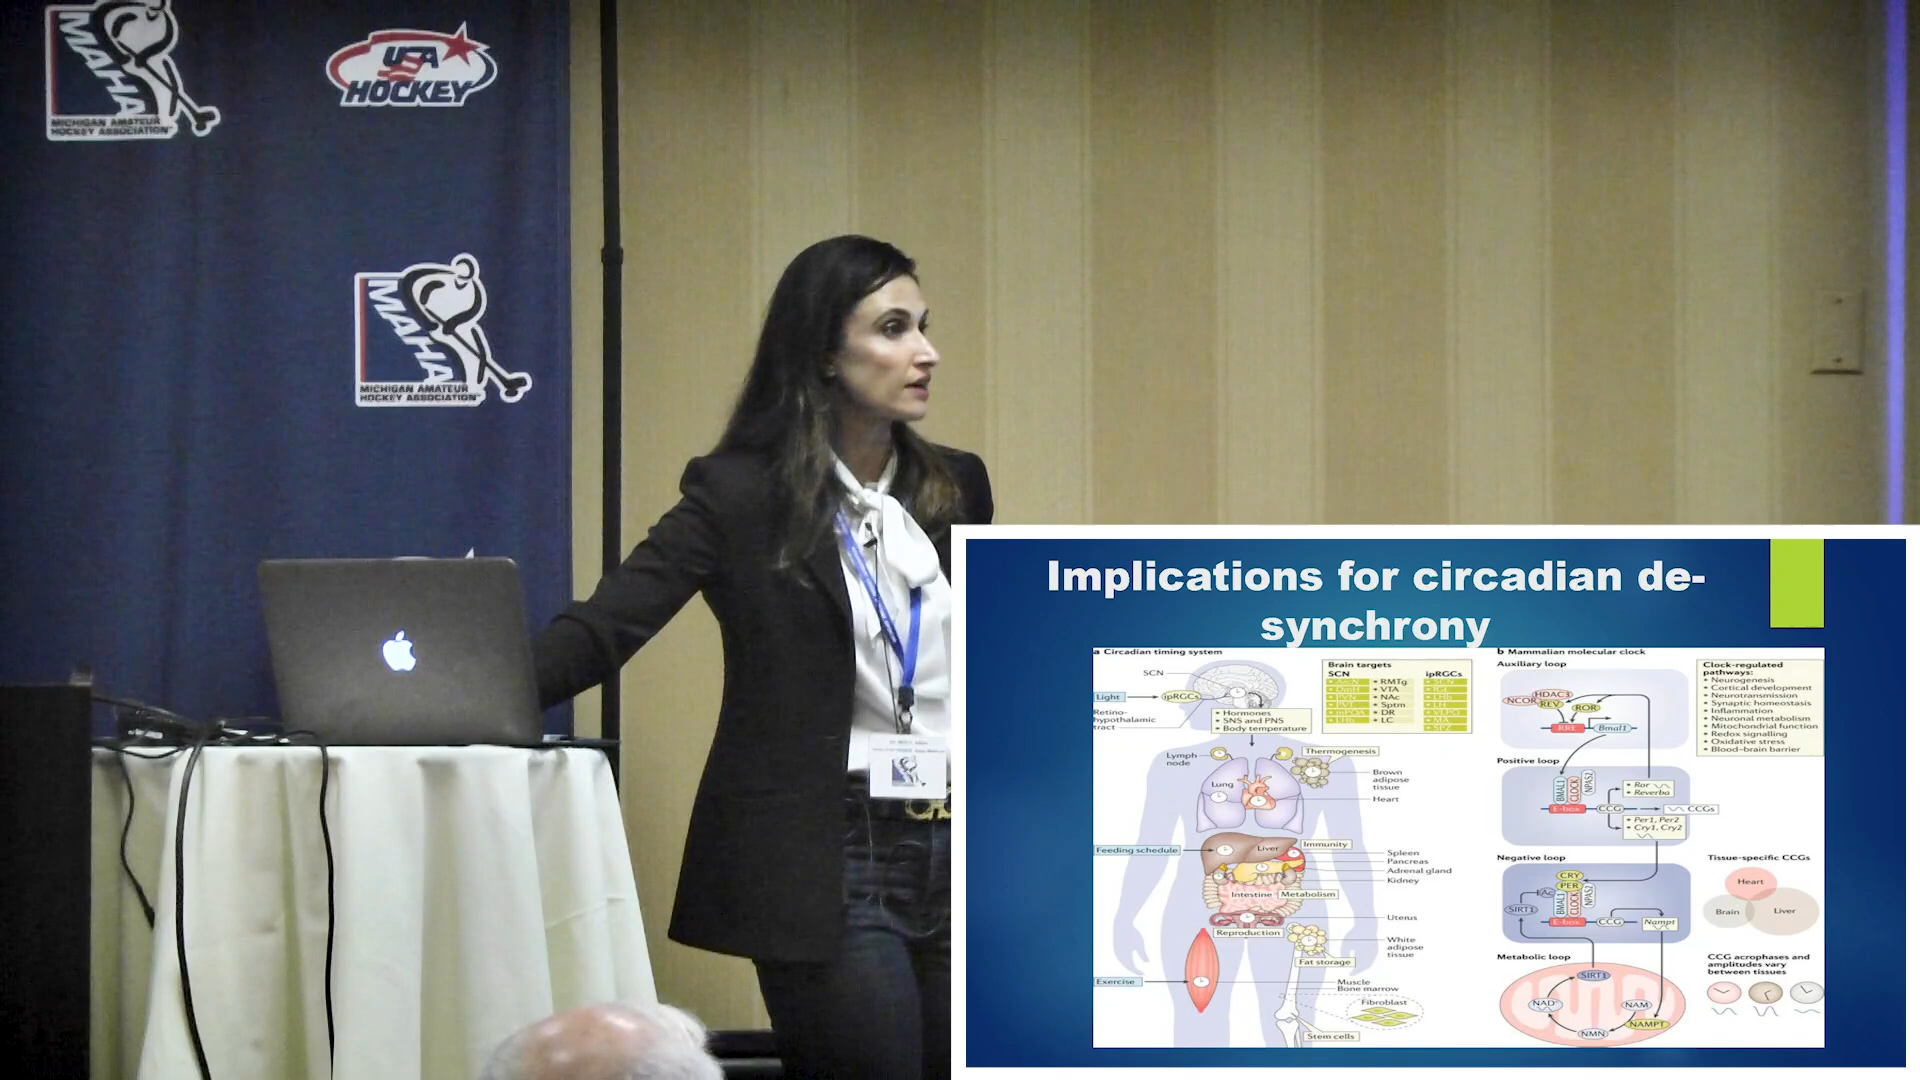 MAHA
MICHIGAN AMATEUR
HOCKEY ASSOCIATION
USA
HOCKEY
MAHA
MICHIGAN AMATEUR
HOCKEY ASSOCIATION
Implications for circadian de-
synchrony
a Circadian timing system
SCN
Light
ipRGCs
Retino-
hypothalamic
tract
• Hormones
• SNS and PNS
• Body temperature
Brain targets
SCN
ipRGCs
• RMTg
• VTA
• NAc
• Sptm
• DR
• LC
Lymph
node
Thermogenesis
Lung
Brown
adipose
tissue
Heart
Feeding schedule
Liver
Immunity
Spleen
Pancreas
Adrenal gland
Kidney
Intestine
Metabolism
Uterus
Reproduction
White
adipose
tissue
Fat storage
Exercise
Muscle
Bone marrow
Fibroblast
Stem cells
b Mammalian molecular clock
Auxiliary loop
HDAC3
NCOR
REV
ROR
RRE
Bmal1
Clock-regulated
pathways:
• Neurogenesis
• Cortical development
• Neurotransmission
• Synaptic homeostasis
• Inflammation
• Neuronal metabolism
• Mitochondrial function
• Redox signalling
• Oxidative stress
• Blood–brain barrier
Positive loop
BMAL1
CLOCK
NPAS2
E-box
CCG
• Ror
• Reverba
CCGs
• Per1, Per2
• Cry1, Cry2
Negative loop
CRY
PER
KAc
SIRT1
BMAL1
CLOCK
NPAS2
E-box
CCG
Nampt
Tissue-specific CCGs
Heart
Brain
Liver
Metabolic loop
SIRT1
NAD+
NAM
NMN
NAMPT
CCG acrophases and
amplitudes vary
between tissues